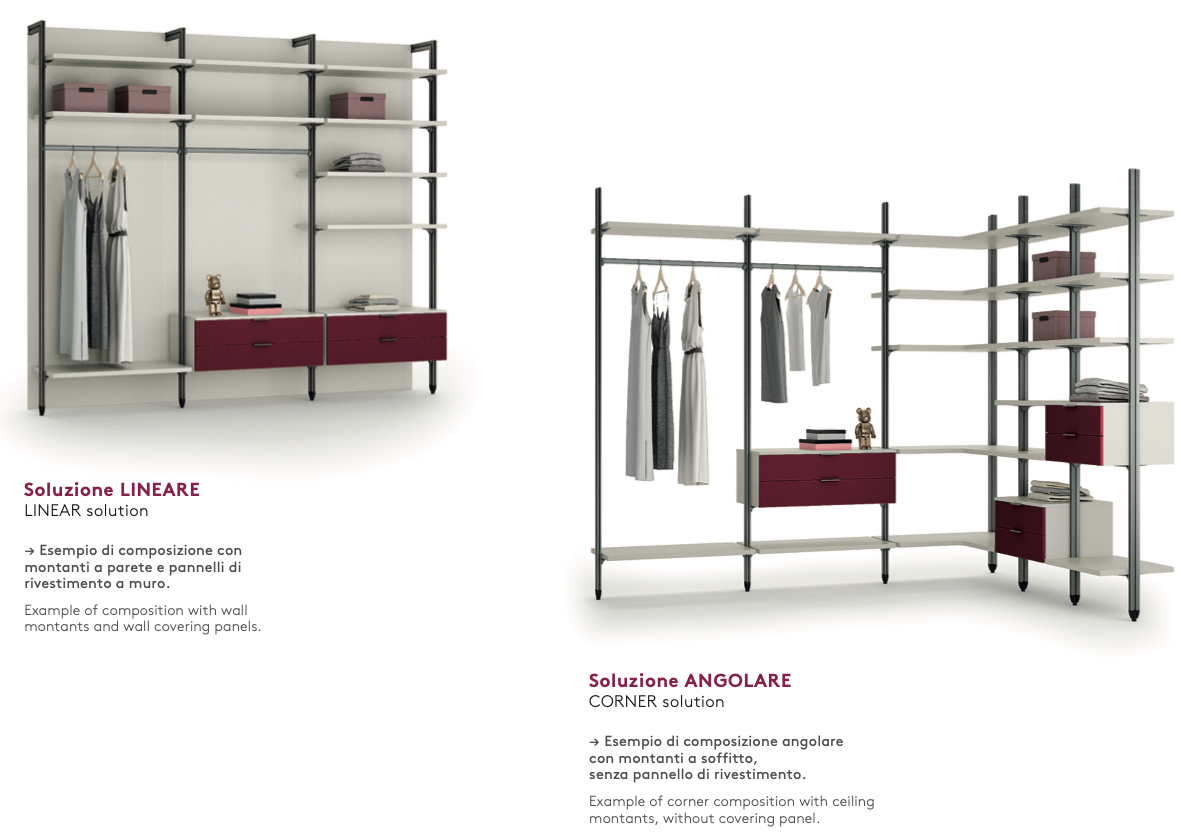 Soluzione LINEARE
LINEAR solution
→ Esempio di composizione con
montanti a parete e pannelli di
rivestimento a muro.
Example of composition with wall
montants and wall covering panels.
Soluzione ANGOLARE
CORNER solution
→ Esempio di composizione angolare
con montanti a soffitto,
senza pannello di rivestimento.
Example of corner composition with ceiling
montants, without covering panel.